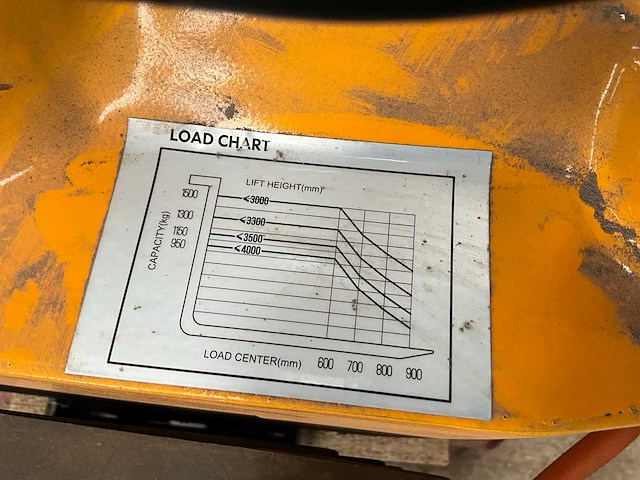 LOAD CHART
LIFT HEIGHT(mm)
1500
<3000
1300
<3300
1150
<3500
950
<4000
CAPACITY(kg)
LOAD CENTER(mm) 600 700 800 900